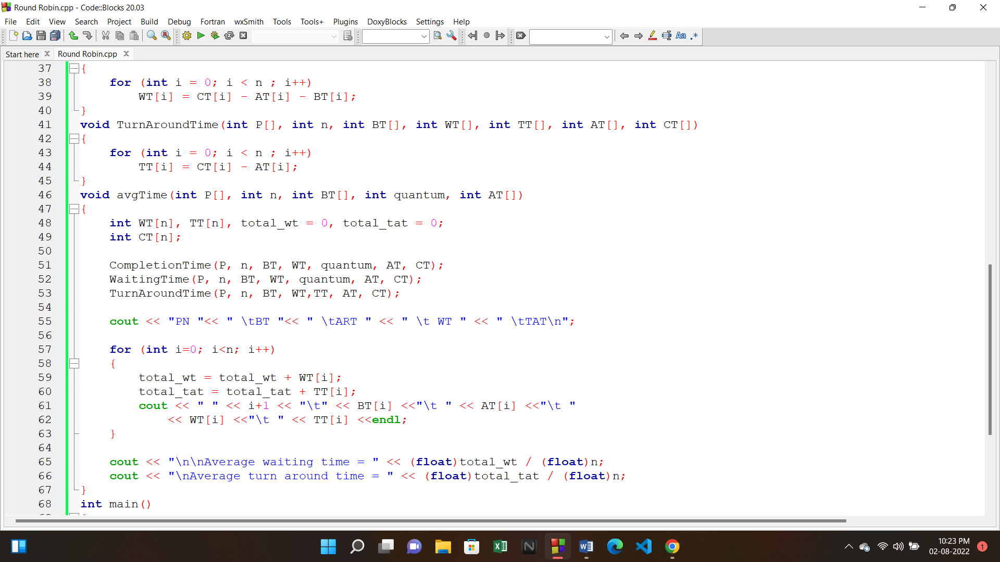 Round Robin.cpp - Code::Blocks 20.03
File Edit View Search Project Build Debug Fortran wxSmith Tools Tools+ Plugins DoxyBlocks Settings Help
Start here Round Robin.cpp
37 {
38     for (int i = 0; i < n ; i++)
39         WT[i] = CT[i] - AT[i] - BT[i];
40 }
41 void TurnAroundTime(int P[], int n, int BT[], int WT[], int TT[], int AT[], int CT[])
42 {
43     for (int i = 0; i < n ; i++)
44         TT[i] = CT[i] - AT[i];
45 }
46 void avgTime(int P[], int n, int BT[], int quantum, int AT[])
47 {
48     int WT[n], TT[n], total_wt = 0, total_tat = 0;
49     int CT[n];
50
51     CompletionTime(P, n, BT, WT, quantum, AT, CT);
52     WaitingTime(P, n, BT, WT, quantum, AT, CT);
53     TurnAroundTime(P, n, BT, WT,TT, AT, CT);
54
55     cout << "PN "<< " \tBT "<< " \tART " << " \t WT " << " \tTAT\n";
56
57     for (int i=0; i<n; i++)
58     {
59         total_wt = total_wt + WT[i];
60         total_tat = total_tat + TT[i];
61         cout << " " << i+1 << "\t" << BT[i] <<"\t " << AT[i] <<"\t "
62             << WT[i] <<"\t " << TT[i] <<endl;
63     }
64
65     cout << "\n\nAverage waiting time = " << (float)total_wt / (float)n;
66     cout << "\nAverage turn around time = " << (float)total_tat / (float)n;
67 }
68 int main()
10:23 PM
02-08-2022
1